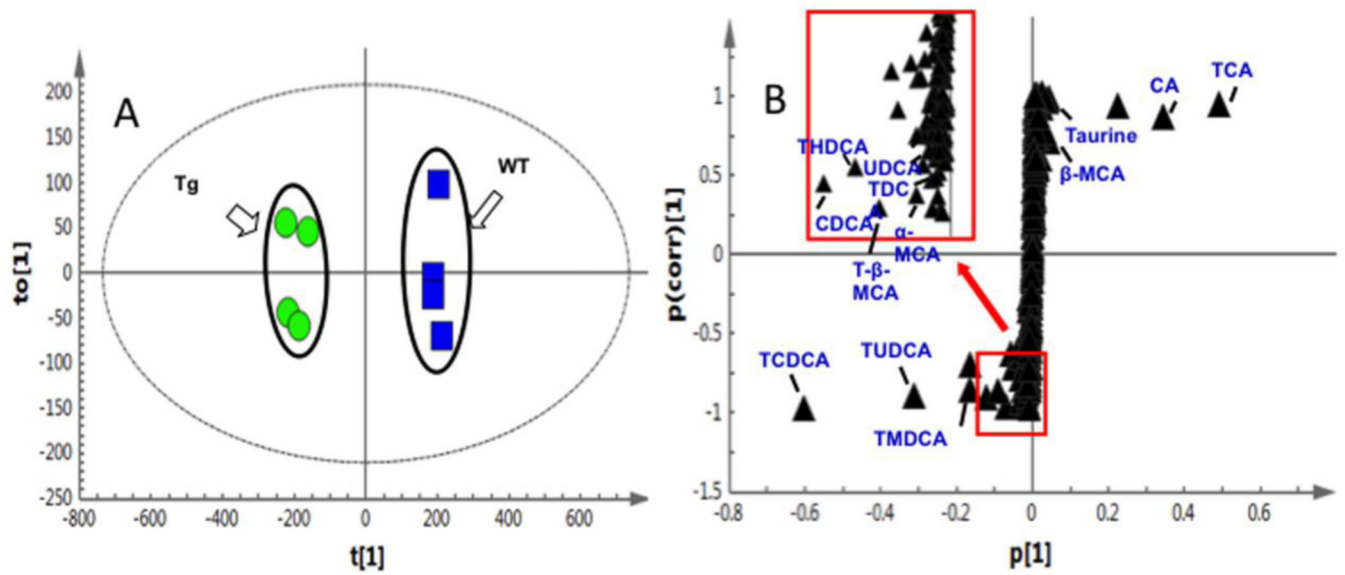 A
200
150
100
50
0
-50
-100
-150
-200
-250
to[1]
Tg
WT
-800
-600
-400
-200
0
200
400
600
t[1]
B
1
0.5
0
-0.5
-1
-1.5
p(corr)[1]
THDCA
UDCA
TDC
CDCA
α-
MCA
T-β-
MCA
CA
TCA
Taurine
β-MCA
TCDCA
TUDCA
TMDCA
-0.8
-0.6
-0.4
-0.2
0
0.2
0.4
0.6
p[1]